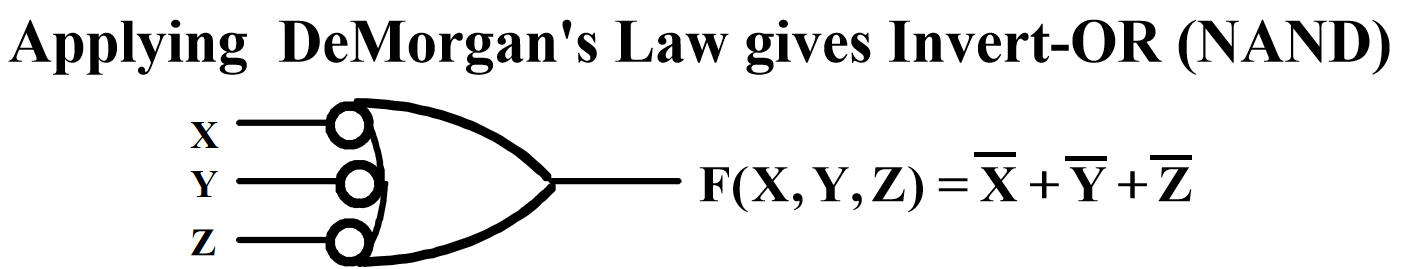 Applying DeMorgan's Law gives Invert-OR (NAND)
X
Y
Z
F(X, Y, Z) = X̅ + Y̅ + Z̅